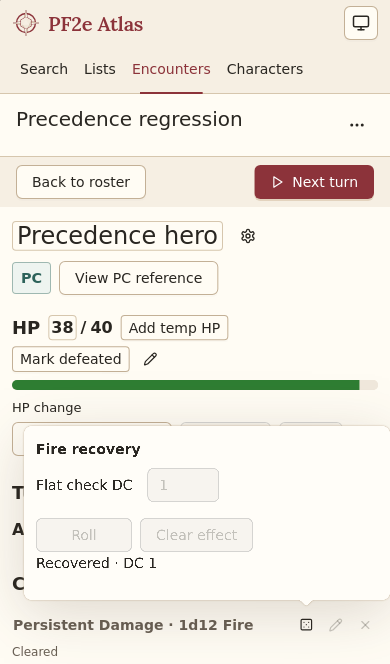 PF2e Atlas
Search Lists Encounters Characters
Precedence regression
...
Back to roster Next turn
Precedence hero
PC View PC reference
HP 38 / 40 Add temp HP
Mark defeated
HP change
Fire recovery
Flat check DC 1
Roll Clear effect
Recovered · DC 1
Persistent Damage · 1d12 Fire
Cleared